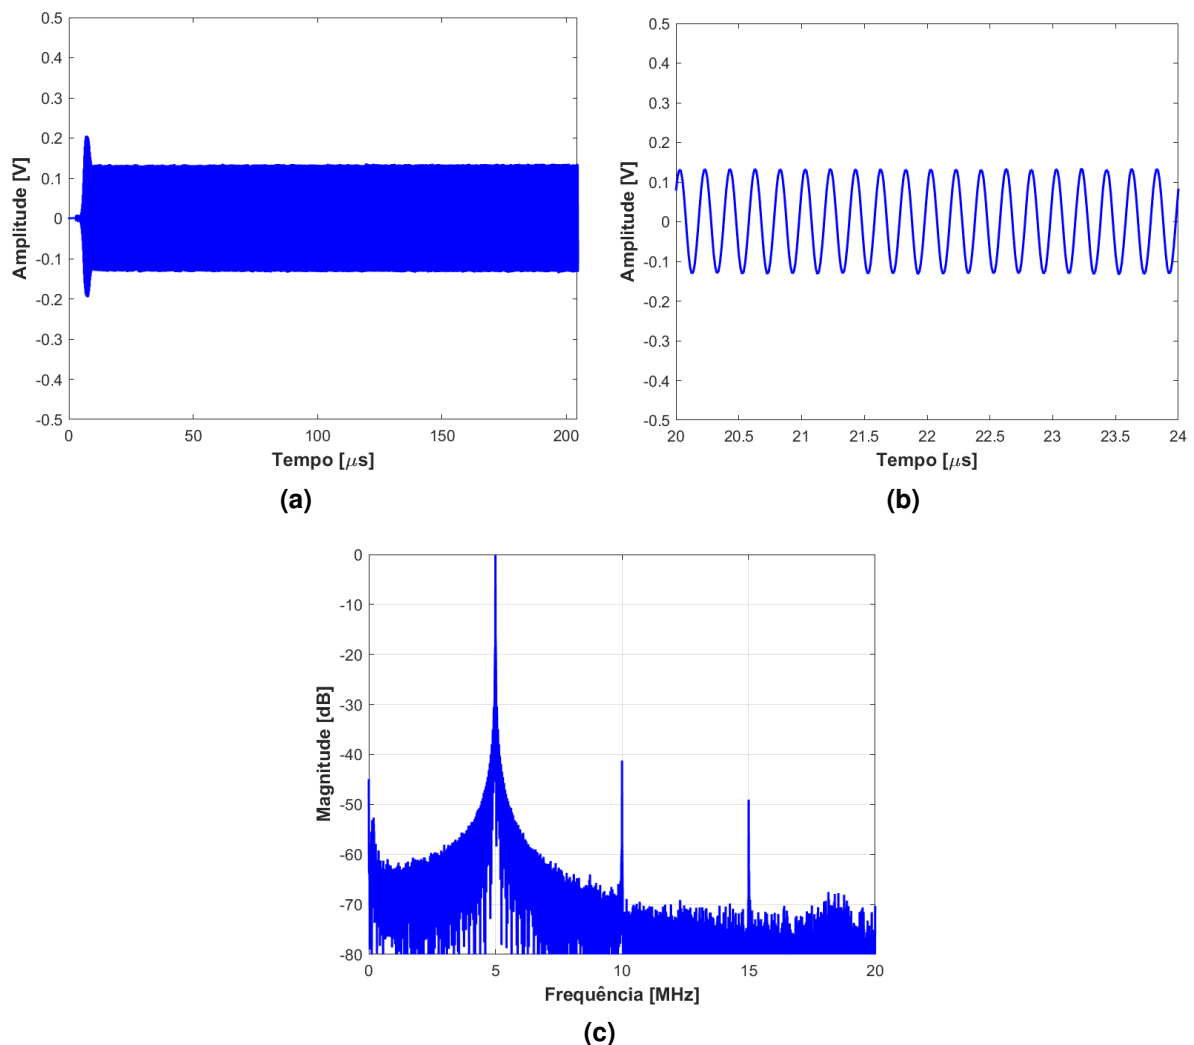 0.5
0.4
0.3
0.2
0.1
0
-0.1
-0.2
-0.3
-0.4
-0.5
Amplitude [V]
0 50 100 150 200
Tempo [μs]
(a)
0.5
0.4
0.3
0.2
0.1
0
-0.1
-0.2
-0.3
-0.4
-0.5
Amplitude [V]
20 20.5 21 21.5 22 22.5 23 23.5 24
Tempo [μs]
(b)
0
-10
-20
-30
-40
-50
-60
-70
-80
Magnitude [dB]
0 5 10 15 20
Frequência [MHz]
(c)